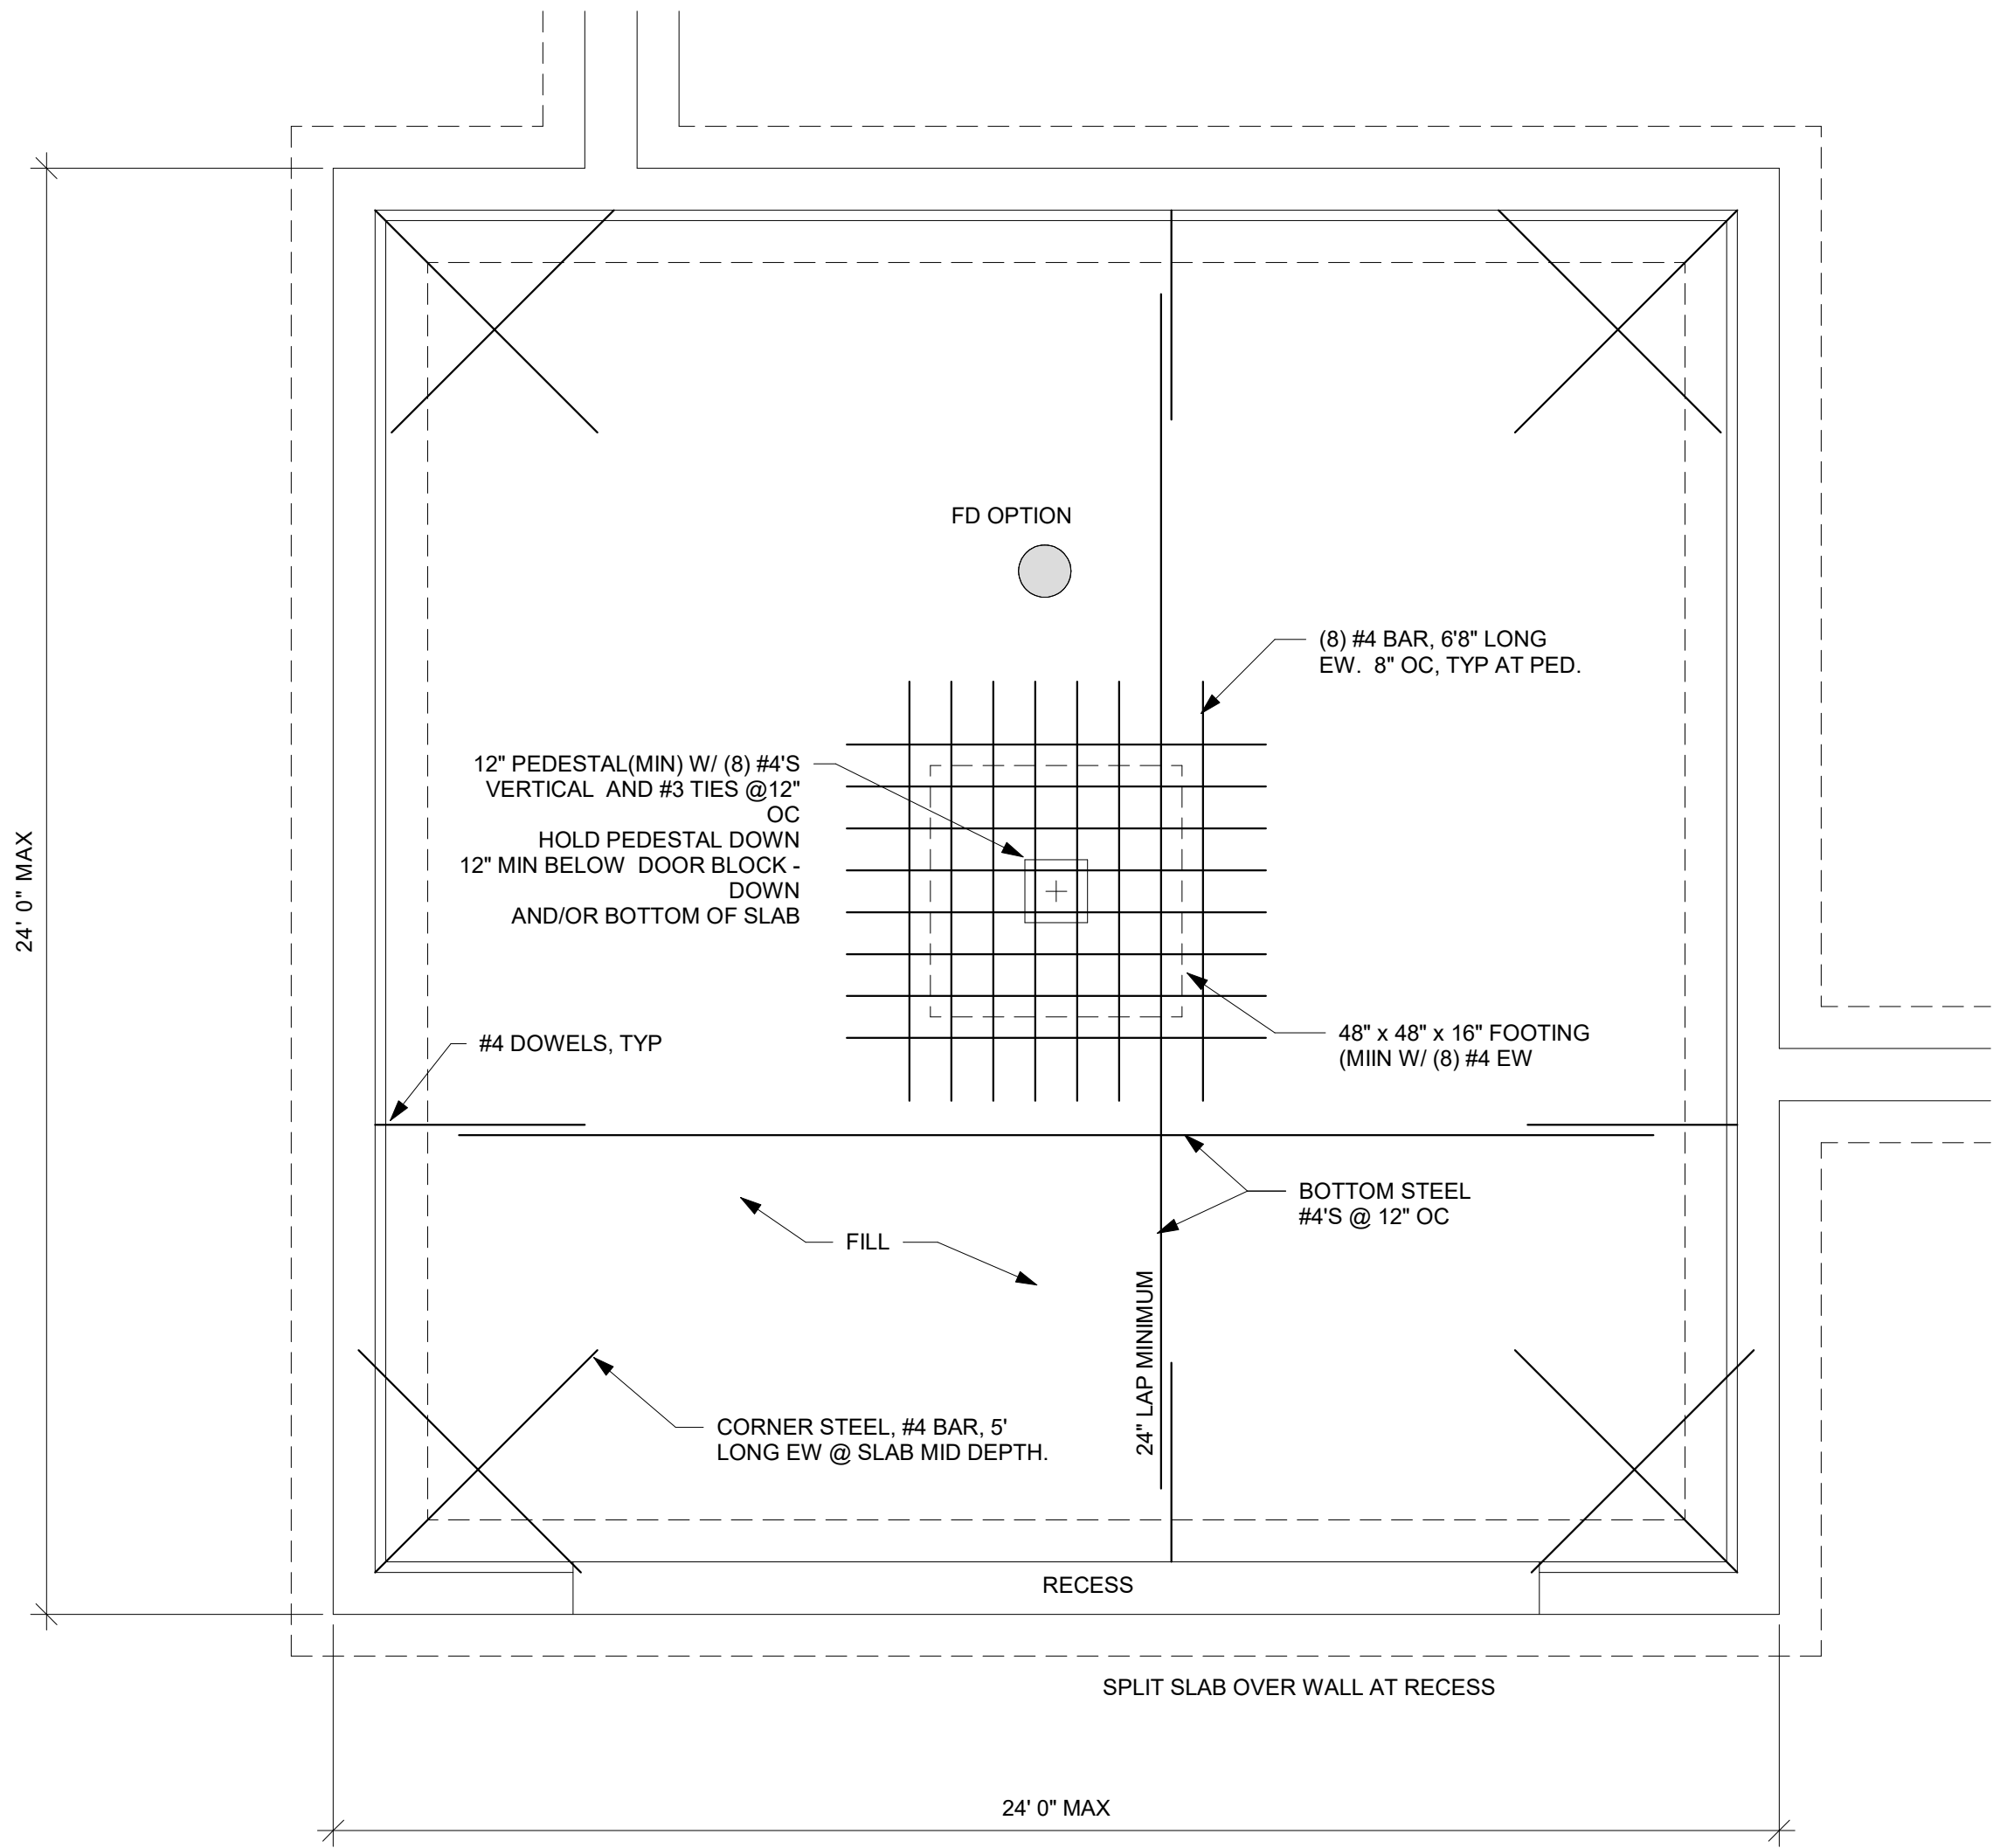 FD OPTION
(8) #4 BAR, 6'8" LONG
EW.  8" OC, TYP AT PED.
12" PEDESTAL(MIN) W/ (8) #4'S
VERTICAL  AND #3 TIES @12"
OC
HOLD PEDESTAL DOWN
12" MIN BELOW  DOOR BLOCK -
DOWN
AND/OR BOTTOM OF SLAB
24' 0" MAX
#4 DOWELS, TYP
48" x 48" x 16" FOOTING
(MIIN W/ (8) #4 EW
BOTTOM STEEL
#4'S @ 12" OC
FILL
24" LAP MINIMUM
CORNER STEEL, #4 BAR, 5'
LONG EW @ SLAB MID DEPTH.
RECESS
SPLIT SLAB OVER WALL AT RECESS
24' 0" MAX